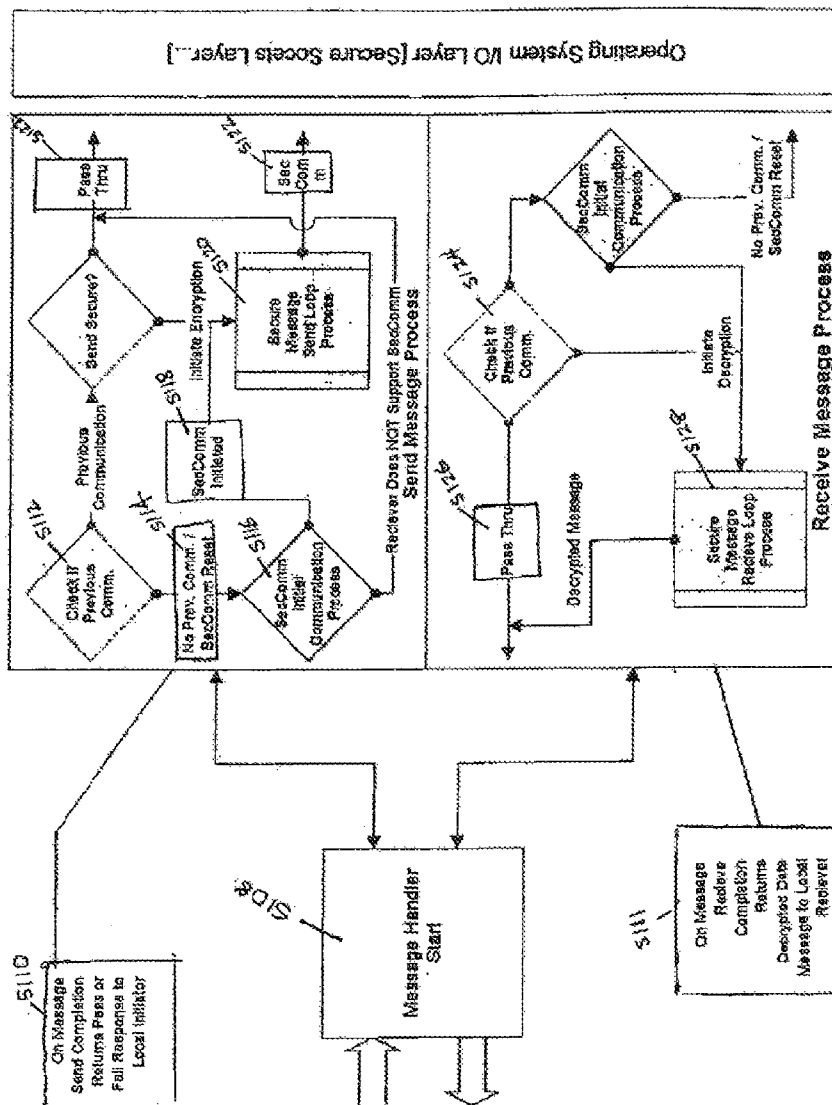 S110
On Message
Send Completion
Returns Pass or
Fail Response to
Local Initiator
S108
Message Handler
Start
S111
On Message
Recieve
Completion
Returns
Decrypted Data
Message to Local
Reciever
S112
Check if
Previous
Comm.
Previous
Communication
Send Secure?
S123
Pass
Thru
S114
No Prev. Comm. /
SecComm Reset
S116
SecComm
Initial
Communication
Process
S118
SecComm
Initiated
Initiate Encryption
S120
Secure
Message
Send Loop
Process
S122
Sec
Com
m
Reciever Does NOT Support SecComm
Send Message Process
S124
Check if
Previous
Comm.
SecComm
Initial
Communication
Process
No Prev. Comm. /
SecComm Reset
S126
Pass Thru
Decrypted Message
Initiate
Decryption
S128
Secure
Message
Recieve Loop
Process
Receive Message Process
Operating System I/O Layer [Secure Soccets Layer...]